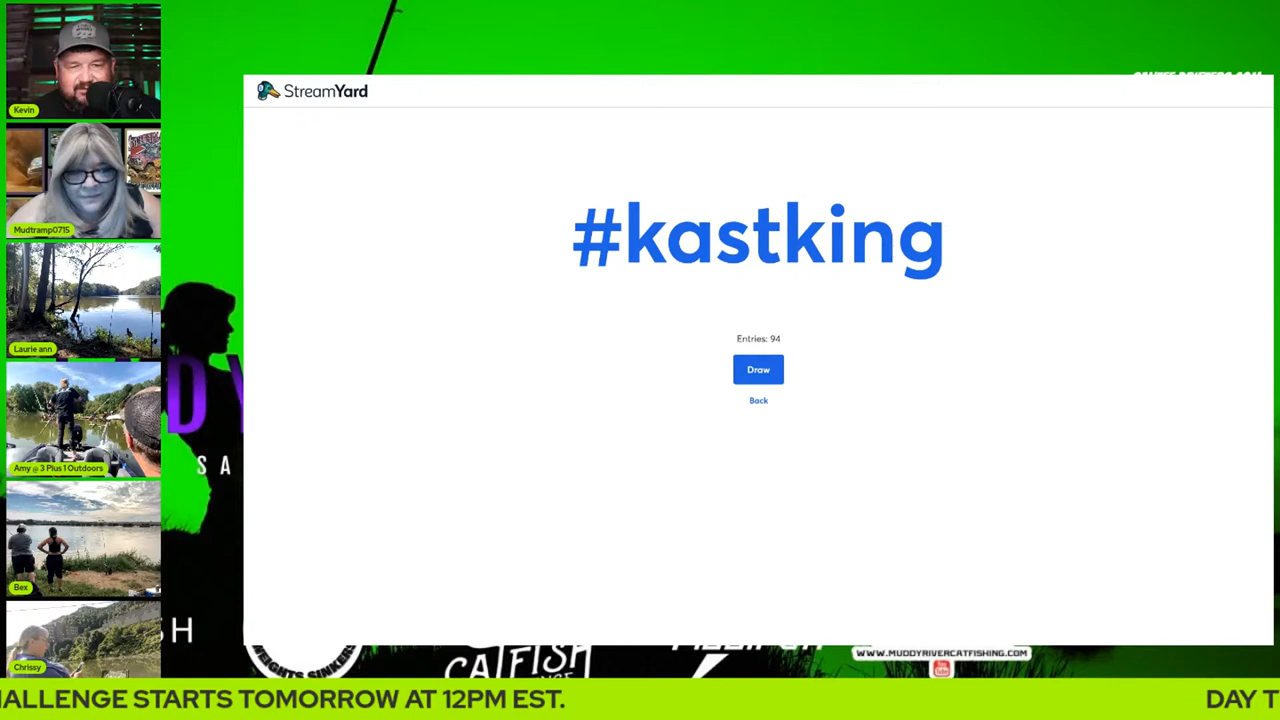 Kevin
Mudtramp0715
Laurie ann
Amy @ 3 Plus 1 Outdoors
Bex
Chrissy
StreamYard
#kastking
Entries: 94
Draw
Back
D
S A
H
CATFISH
WWW.MUDDYRIVERCATFISHING.COM
HALLENGE STARTS TOMORROW AT 12PM EST.
DAY T